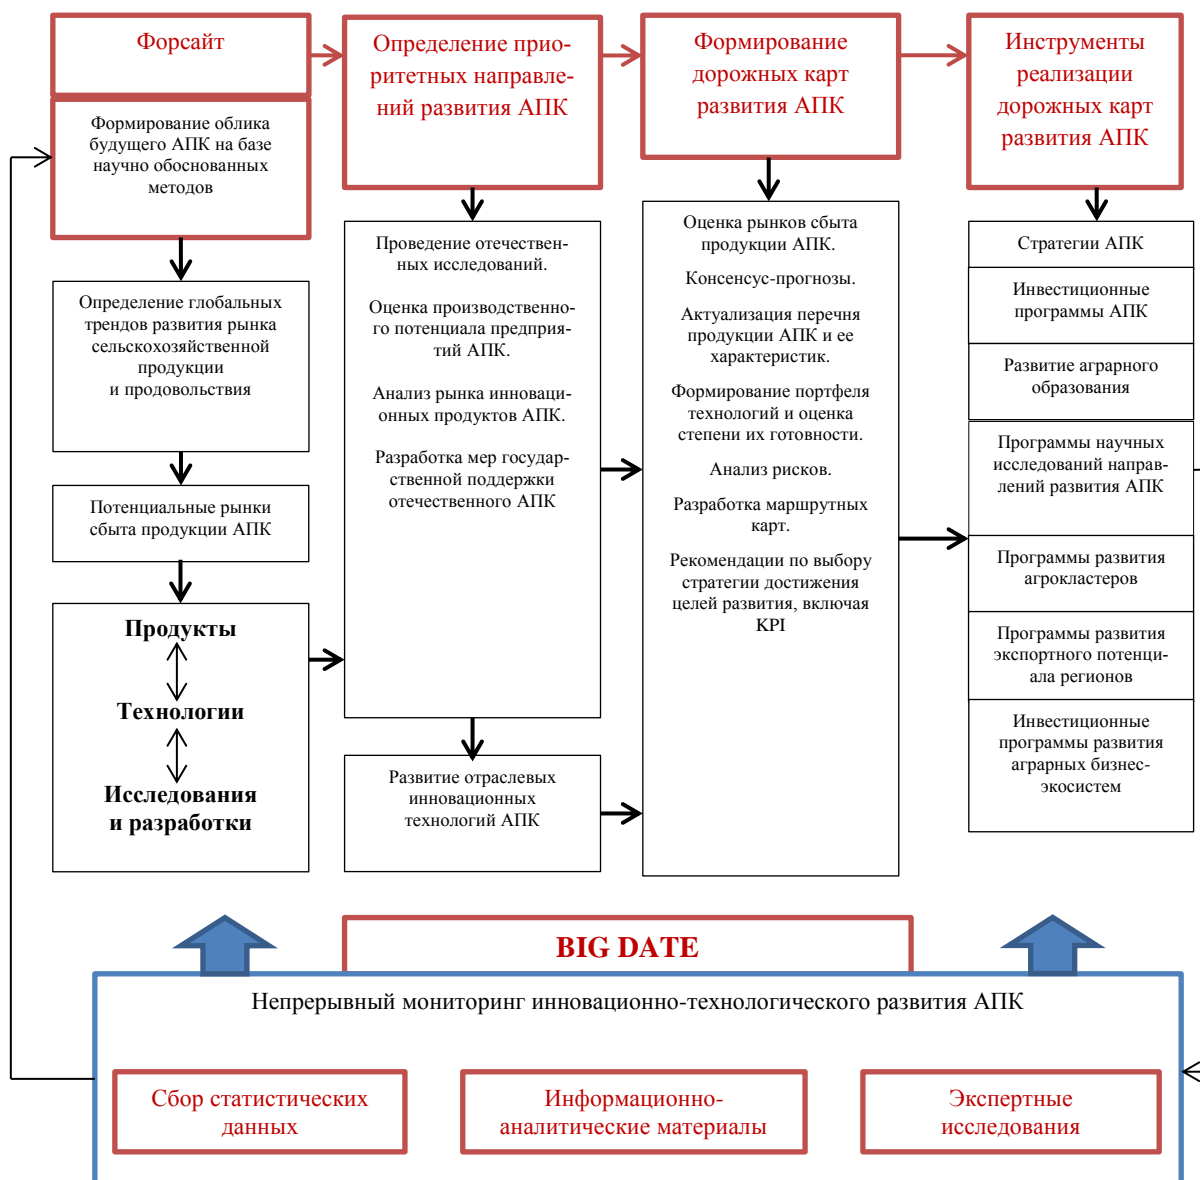 Форсайт
Формирование облика
будущего АПК на базе
научно обоснованных
методов
Определение глобальных
трендов развития рынка
сельскохозяйственной
продукции
и продовольствия
Потенциальные рынки
сбыта продукции АПК
Продукты
Технологии
Исследования
и разработки
Определение прио-
ритетных направле-
ний развития АПК
Проведение отечествен-
ных исследований.
Оценка производственно-
го потенциала предприя-
тий АПК.
Анализ рынка инноваци-
онных продуктов АПК.
Разработка мер государ-
ственной поддержки
отечественного АПК
Развитие отраслевых
инновационных
технологий АПК
Формирование
дорожных карт
развития АПК
Оценка рынков сбыта
продукции АПК.
Консенсус-прогнозы.
Актуализация перечня
продукции АПК и ее
характеристик.
Формирование портфеля
технологий и оценка
степени их готовности.
Анализ рисков.
Разработка маршрутных
карт.
Рекомендации по выбору
стратегии достижения
целей развития, включая
KPI
Инструменты
реализации
дорожных карт
развития АПК
Стратегии АПК
Инвестиционные
программы АПК
Развитие аграрного
образования
Программы научных
исследований направ-
лений развития АПК
Программы развития
агрокластеров
Программы развития
экспортного потенци-
ала регионов
Инвестиционные
программы развития
аграрных бизнес-
экосистем
BIG DATE
Непрерывный мониторинг инновационно-технологического развития АПК
Сбор статистических
данных
Информационно-
аналитические материалы
Экспертные
исследования